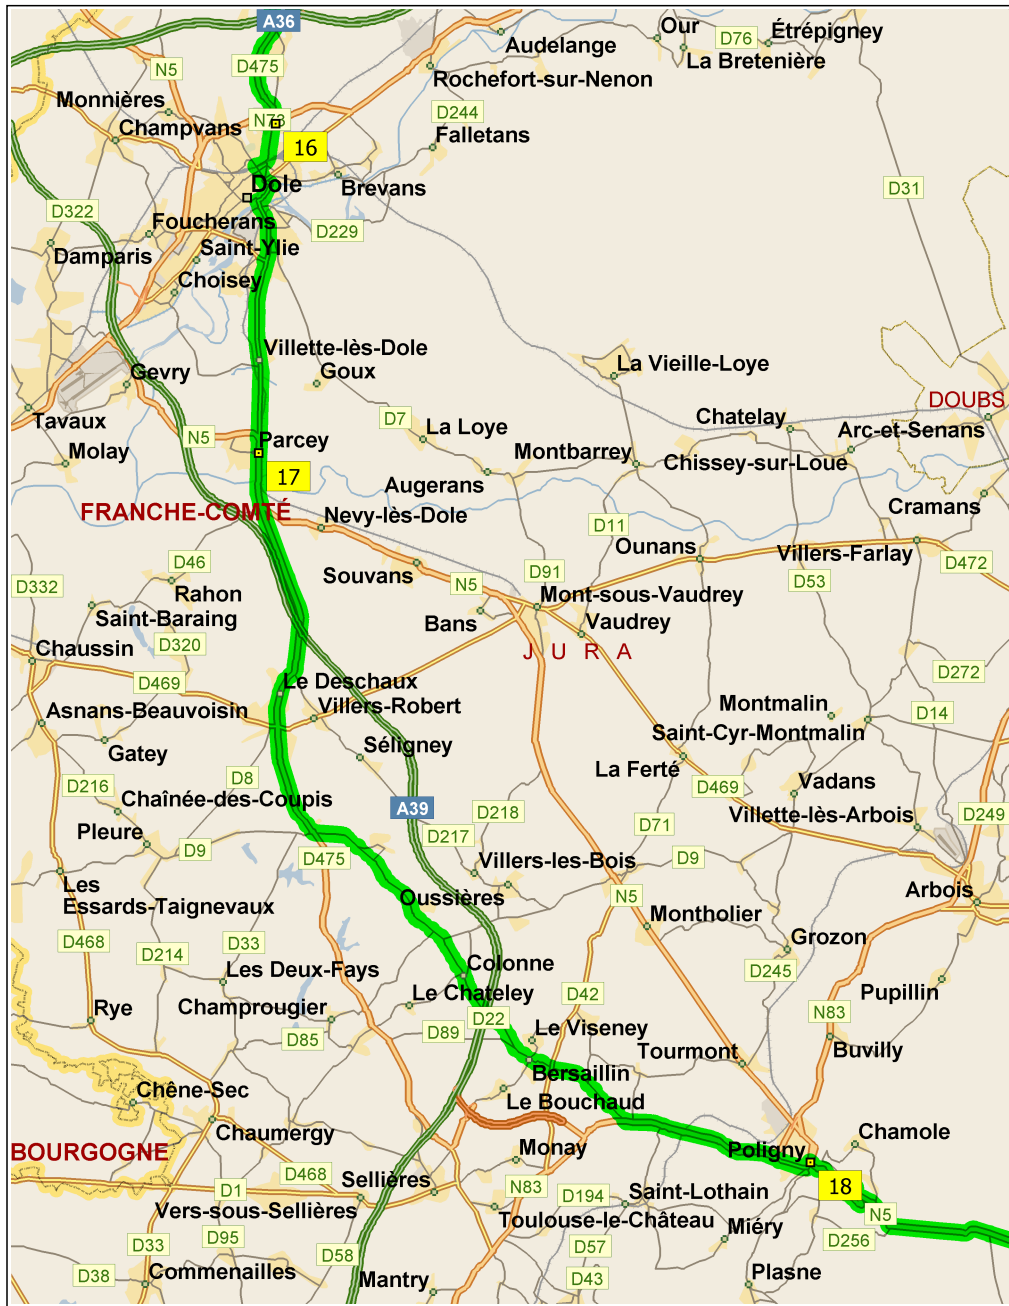 A36
Our
D76
Étrépigney
Audelange
La Bretenière
N5
D475
Rochefort-sur-Nenon
Monnières
D244
Champvans
N73
Falletans
16
Dole
Brevans
D31
D322
Foucherans
D229
Damparis
Saint-Ylie
Choisey
Villette-lès-Dole
La Vieille-Loye
Gevry
Goux
DOUBS
Tavaux
D7
Chatelay
N5
Parcey
La Loye
Arc-et-Senans
Molay
Montbarrey
Chissey-sur-Loue
17
Augerans
Cramans
FRANCHE-COMTÉ
Nevy-lès-Dole
D11
Ounans
Villers-Farlay
D46
D472
Souvans
D91
D332
N5
D53
Rahon
Mont-sous-Vaudrey
Saint-Baraing
Bans
Vaudrey
Chaussin
D320
JURA
D272
D469
Le Deschaux
Asnans-Beauvoisin
Villers-Robert
Montmalin
D14
Saint-Cyr-Montmalin
Gatey
Séligney
La Ferté
D216
D8
D469
Vadans
Chaînée-des-Coupis
A39
D218
Villette-lès-Arbois
D249
Pleure
D217
D71
D9
D475
Villers-les-Bois
D9
Les
Essards-Taignevaux
Oussières
N5
Arbois
Montholier
D468
D33
Grozon
D214
Les Deux-Fays
Colonne
D245
Rye
Champrougier
Le Chateley
D42
Pupillin
D85
D89
D22
Le Viseney
N83
Tourmont
Buvilly
Chêne-Sec
Bersaillin
Le Bouchaud
Chaumergy
Chamole
BOURGOGNE
Monay
Poligny
D468
Sellières
18
D1
N83
D194
Saint-Lothain
Vers-sous-Sellières
Toulouse-le-Château
N5
D95
Miéry
D256
D33
D58
D57
D38
Commenailles
Mantry
D43
Plasne